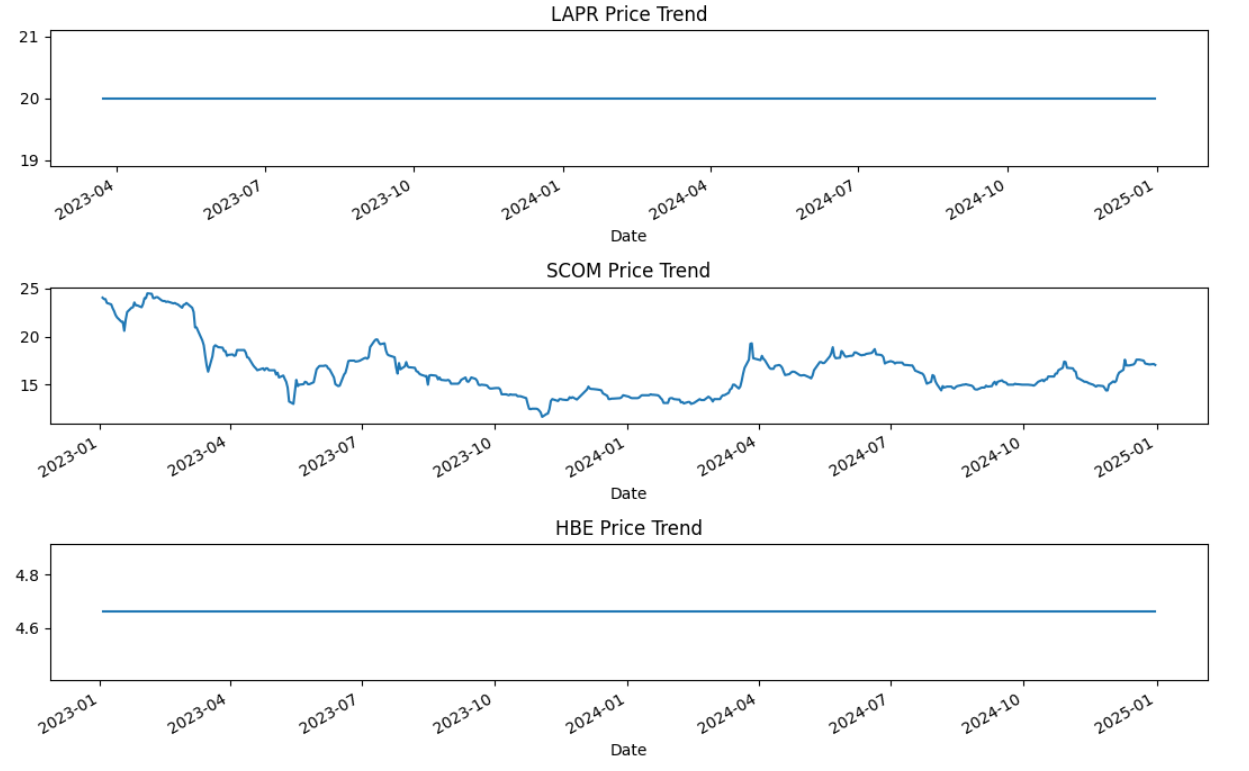 LAPR Price Trend
21
20
19
2023-04 2023-07 2023-10 2024-01 2024-04 2024-07 2024-10 2025-01
Date
SCOM Price Trend
25
20
15
2023-01 2023-04 2023-07 2023-10 2024-01 2024-04 2024-07 2024-10 2025-01
Date
HBE Price Trend
4.8
4.6
2023-01 2023-04 2023-07 2023-10 2024-01 2024-04 2024-07 2024-10 2025-01
Date